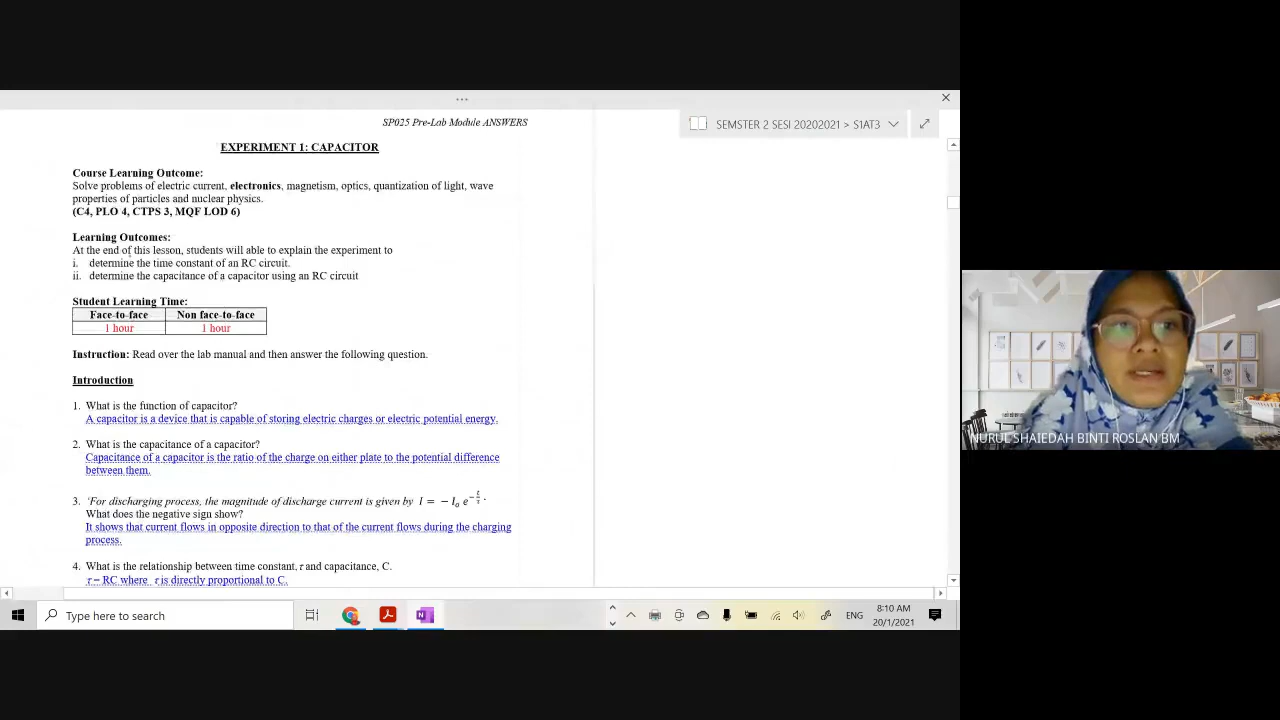 SEMSTER 2 SESI 20202021 > S1AT3
SP025 Pre-Lab Module ANSWERS
EXPERIMENT 1: CAPACITOR
Course Learning Outcome:
Solve problems of electric current, electronics, magnetism, optics, quantization of light, wave
properties of particles and nuclear physics.
(C4, PLO 4, CTPS 3, MQF LOD 6)
Learning Outcomes:
At the end of this lesson, students will able to explain the experiment to
i. determine the time constant of an RC circuit.
ii. determine the capacitance of a capacitor using an RC circuit
Student Learning Time:
Face-to-face Non face-to-face
1 hour 1 hour
Instruction: Read over the lab manual and then answer the following question.
Introduction
1. What is the function of capacitor?
A capacitor is a device that is capable of storing electric charges or electric potential energy.
2. What is the capacitance of a capacitor?
Capacitance of a capacitor is the ratio of the charge on either plate to the potential difference
between them.
3. 'For discharging process, the magnitude of discharge current is given by I = − I₀ e^(−t/τ).
What does the negative sign show?
It shows that current flows in opposite direction to that of the current flows during the charging
process.
4. What is the relationship between time constant, τ and capacitance, C.
τ = RC where τ is directly proportional to C.
NURUL SHAIEDAH BINTI ROSLAN BM
Type here to search
ENG
8:10 AM
20/1/2021